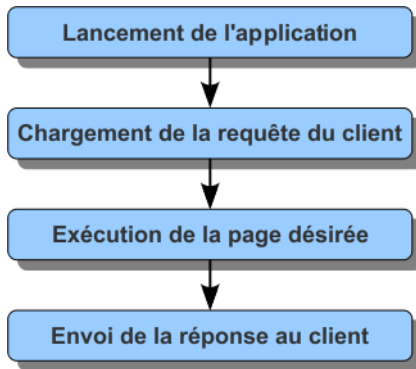 Lancement de l'application
Chargement de la requête du client
Exécution de la page désirée
Envoi de la réponse au client